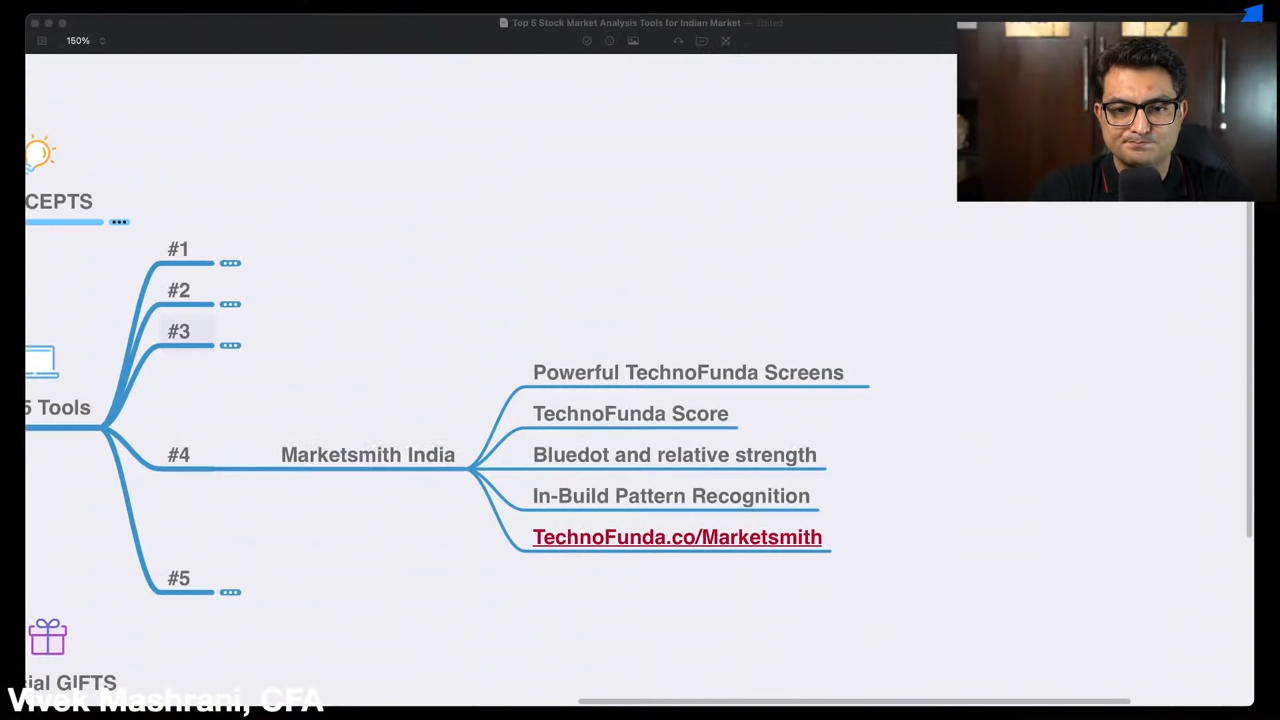 Top 5 Stock Market Analysis Tools for Indian Market — Edited
150%
CEPTS
#1
#2
#3
5 Tools
#4
Marketsmith India
Powerful TechnoFunda Screens
TechnoFunda Score
Bluedot and relative strength
In-Build Pattern Recognition
TechnoFunda.co/Marketsmith
#5
cial GIFTS
Vivek Mashrani, CFA